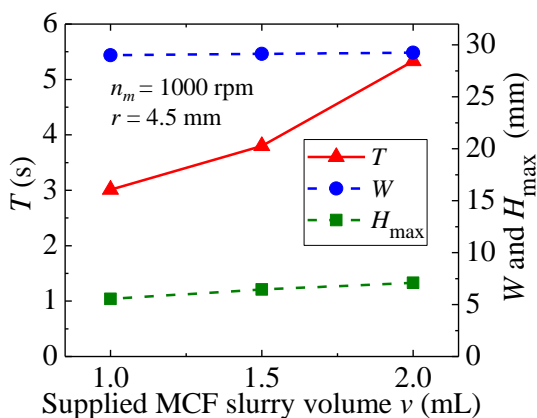 6
5
4
3
2
1
0
T (s)
n_m = 1000 rpm
r = 4.5 mm
T
W
H_max
30
25
20
15
10
5
0
W and H_max (mm)
1.0 1.5 2.0
Supplied MCF slurry volume v (mL)